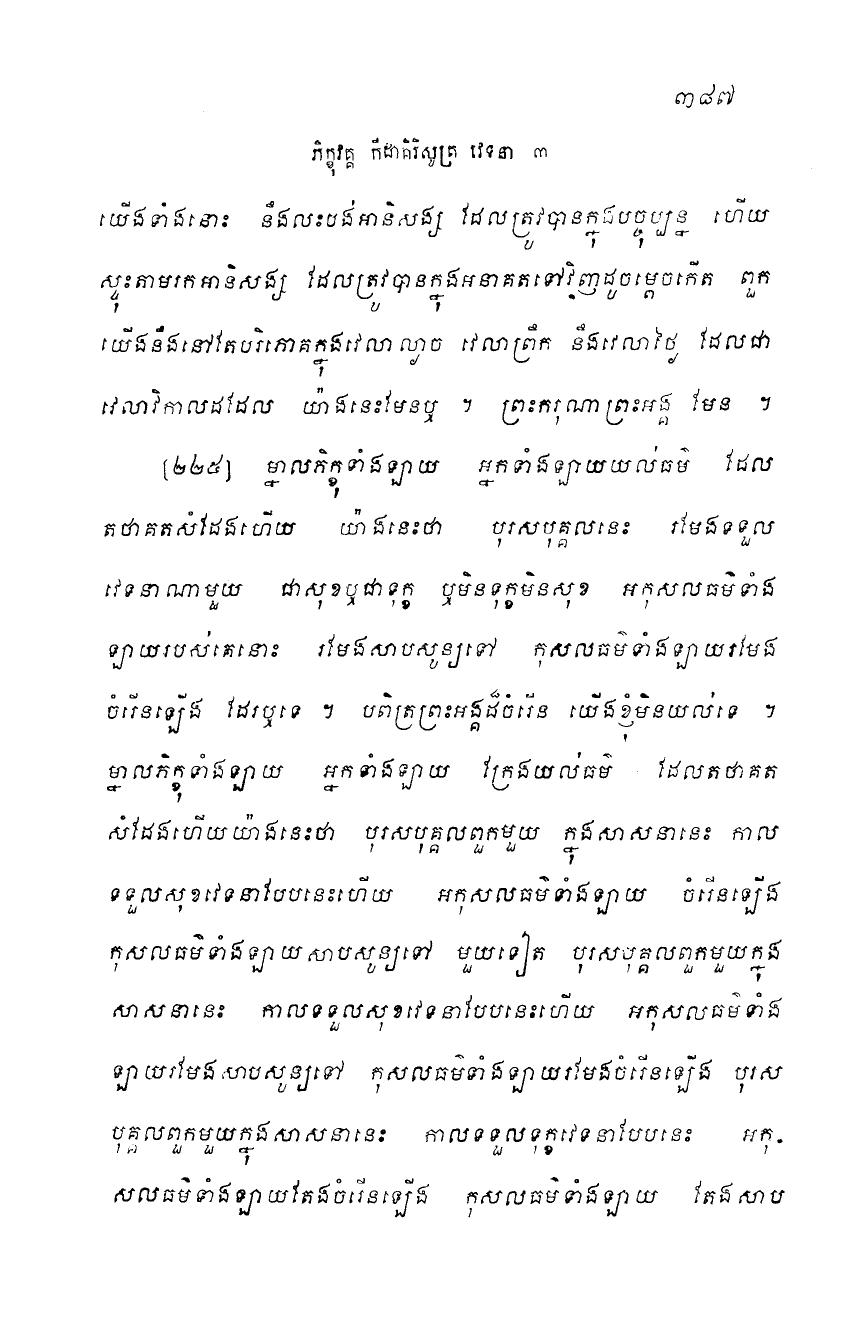 ៣៨៧
ភិក្ខុវគ្គ កីដាគិរិសូត្រ វេទនា ៣
យើងទាំងនោះ នឹងលះបង់អានិសង្ស ដែលត្រូវបានក្នុងបច្ចុប្បន្ន ហើយ
ស្ទុះតាមរកអានិសង្ស ដែលត្រូវបានក្នុងអនាគតទៅវិញដូចម្តេចកើត ពួក
យើងនឹងនៅតែបរិភោគក្នុងវេលាល្ងាច វេលាព្រឹក នឹងវេលាថ្ងៃ ដែលជា
វេលាវិកាលដដែល យ៉ាងនេះមែនឬ ។ ព្រះករុណាព្រះអង្គ មែន ។
[២២៥] ម្នាលភិក្ខុទាំងឡាយ អ្នកទាំងឡាយយល់ធម៌ ដែល
តថាគតសំដែងហើយ យ៉ាងនេះថា បុរសបុគ្គលនេះ រមែងទទួល
វេទនាណាមួយ ជាសុខឬជាទុក្ខ ឬមិនទុក្ខមិនសុខ អកុសលធម៌ទាំង
ឡាយរបស់គេនោះ រមែងសាបសូន្យទៅ កុសលធម៌ទាំងឡាយរមែង
ចំរើនឡើង ដែរឬទេ ។ បពិត្រព្រះអង្គដ៏ចំរើន យើងខ្ញុំមិនយល់ទេ ។
ម្នាលភិក្ខុទាំងឡាយ អ្នកទាំងឡាយ ក្រែងយល់ធម៌ ដែលតថាគត
សំដែងហើយយ៉ាងនេះថា បុរសបុគ្គលពួកមួយ ក្នុងសាសនានេះ កាល
ទទួលសុខវេទនាបែបនេះហើយ អកុសលធម៌ទាំងឡាយ ចំរើនឡើង
កុសលធម៌ទាំងឡាយសាបសូន្យទៅ មួយទៀត បុរសបុគ្គលពួកមួយក្នុង
សាសនានេះ កាលទទួលសុខវេទនាបែបនេះហើយ អកុសលធម៌ទាំង
ឡាយរមែងសាបសូន្យទៅ កុសលធម៌ទាំងឡាយរមែងចំរើនឡើង បុរស
បុគ្គលពួកមួយក្នុងសាសនានេះ កាលទទួលទុក្ខវេទនាបែបនេះ អកុ-
សលធម៌ទាំងឡាយតែងចំរើនឡើង កុសលធម៌ទាំងឡាយ តែងសាប